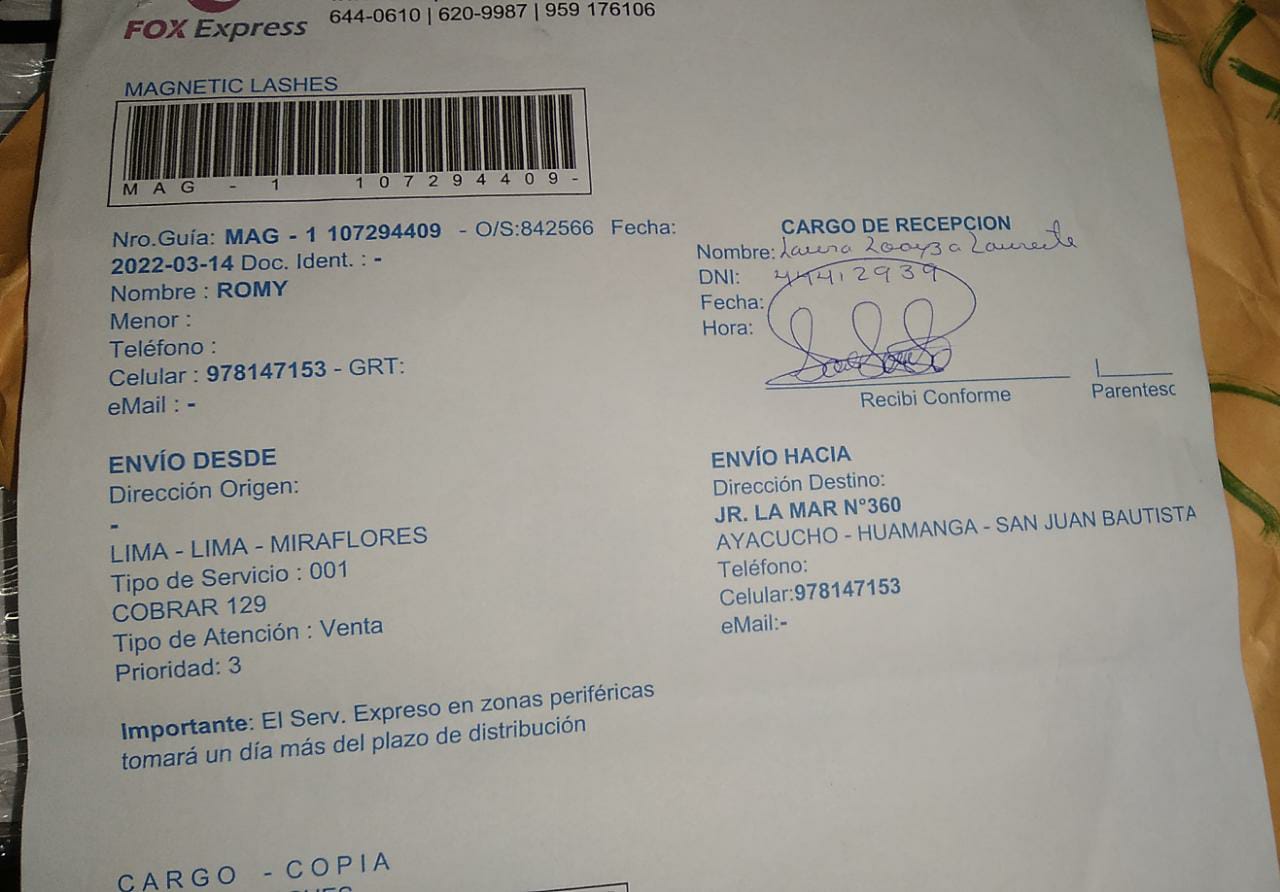 FOX Express
644-0610 | 620-9987 | 959 176106
MAGNETIC LASHES
MAG - 1 107294409-
Nro.Guía: MAG - 1 107294409 - O/S:842566 Fecha:
2022-03-14 Doc. Ident. : -
Nombre : ROMY
Menor :
Teléfono :
Celular : 978147153 - GRT:
eMail : -
CARGO DE RECEPCION
Nombre: Laura Loayza Laurente
DNI: 44412939
Fecha:
Hora:
Recibi Conforme
Parentesc
ENVÍO DESDE
Dirección Origen:
-
LIMA - LIMA - MIRAFLORES
Tipo de Servicio : 001
COBRAR 129
Tipo de Atención : Venta
Prioridad: 3
ENVÍO HACIA
Dirección Destino:
JR. LA MAR N°360
AYACUCHO - HUAMANGA - SAN JUAN BAUTISTA
Teléfono:
Celular:978147153
eMail:-
Importante: El Serv. Expreso en zonas periféricas
tomará un día más del plazo de distribución
CARGO - COPIA